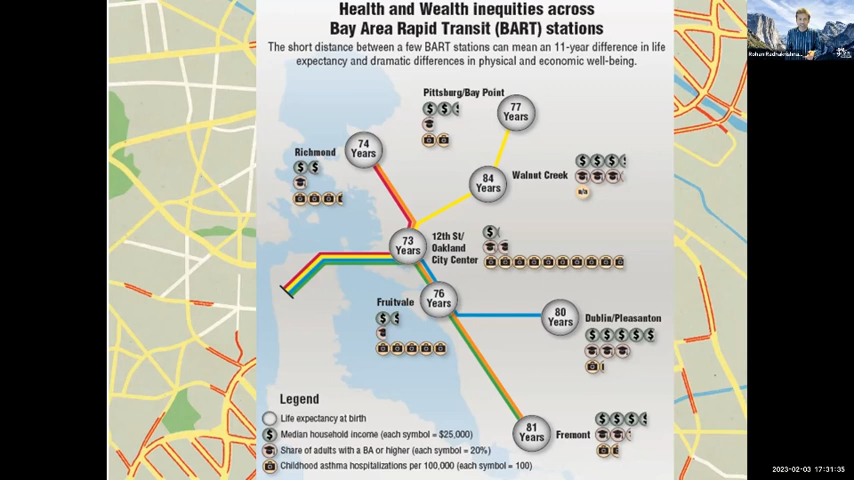 Health and Wealth inequities across
Bay Area Rapid Transit (BART) stations
The short distance between a few BART stations can mean an 11-year difference in life
expectancy and dramatic differences in physical and economic well-being.
Pittsburg/Bay Point
77
Years
74
Years
Richmond
84
Years
Walnut Creek
n/a
73
Years
12th St/
Oakland
City Center
76
Years
Fruitvale
80
Years
Dublin/Pleasanton
81
Years
Fremont
Legend
Life expectancy at birth
Median household income (each symbol = $25,000)
Share of adults with a BA or higher (each symbol = 20%)
Childhood asthma hospitalizations per 100,000 (each symbol = 100)
2023-02-03 17:31:35